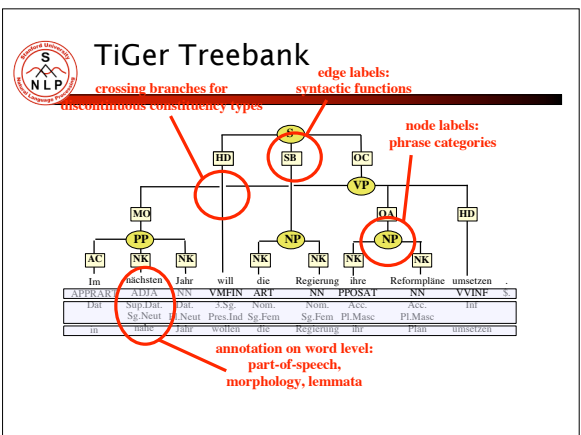 Stanford University
S
NLP
Natural Language Processing
TiGer Treebank
crossing branches for
discontinuous constituency types
edge labels:
syntactic functions
node labels:
phrase categories
S
HD SB OC
VP
MO OA HD
PP NP NP
AC NK NK NK NK NK NK
Im nächsten Jahr will die Regierung ihre Reformpläne umsetzen .
APPRART ADJA NN VMFIN ART NN PPOSAT NN VVINF $.
Dat Sup.Dat. Dat. 3.Sg. Nom. Nom. Acc. Acc. Inf
Sg.Neut Pl.Neut Pres.Ind Sg.Fem Sg.Fem Pl.Masc Pl.Masc
in nahe Jahr wollen die Regierung ihr Plan umsetzen
annotation on word level:
part-of-speech,
morphology, lemmata